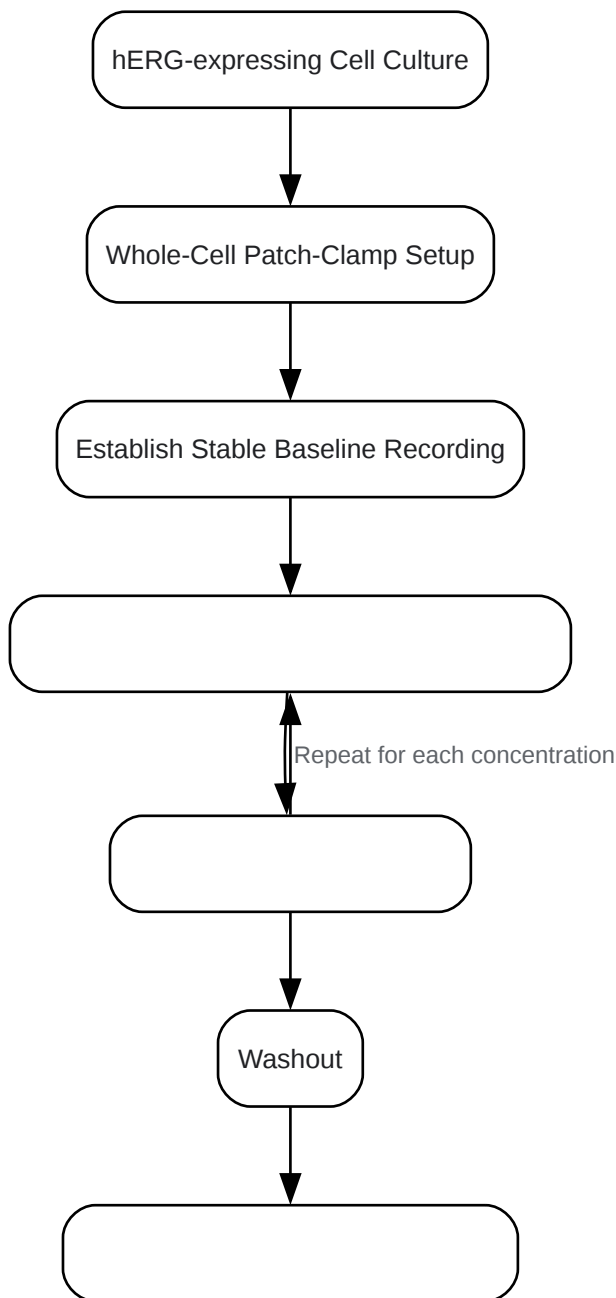 hERG-expressing Cell Culture
Whole-Cell Patch-Clamp Setup
Establish Stable Baseline Recording
Repeat for each concentration
Washout